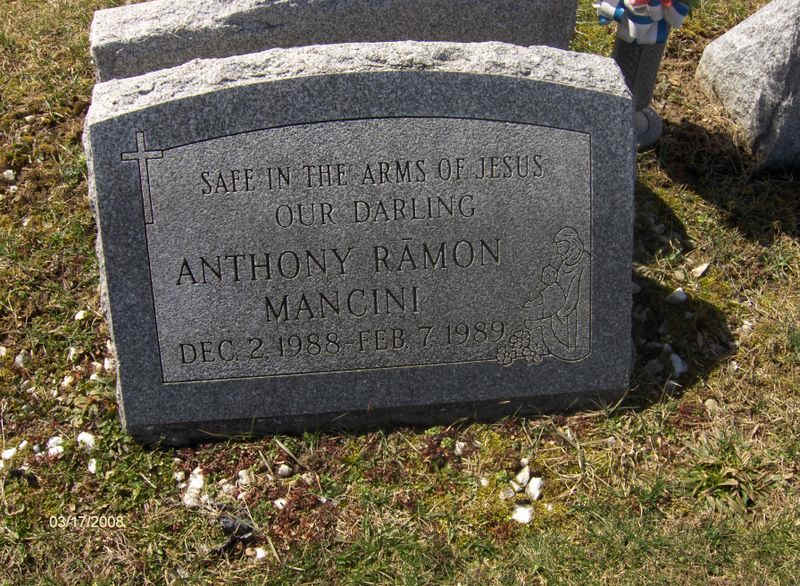 SAFE IN THE ARMS OF JESUS
OUR DARLING
ANTHONY RĀMON
MANCINI
DEC. 2, 1988 - FEB. 7, 1989
03/17/2008